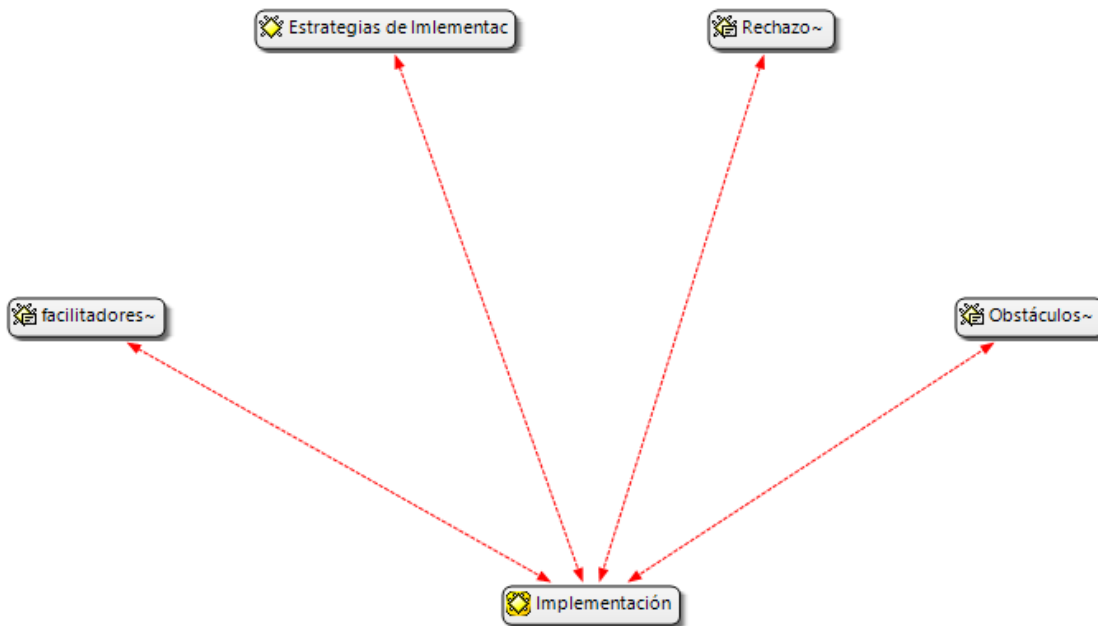 Estrategias de Imlementac
Rechazo~
facilitadores~
Obstáculos~
Implementación